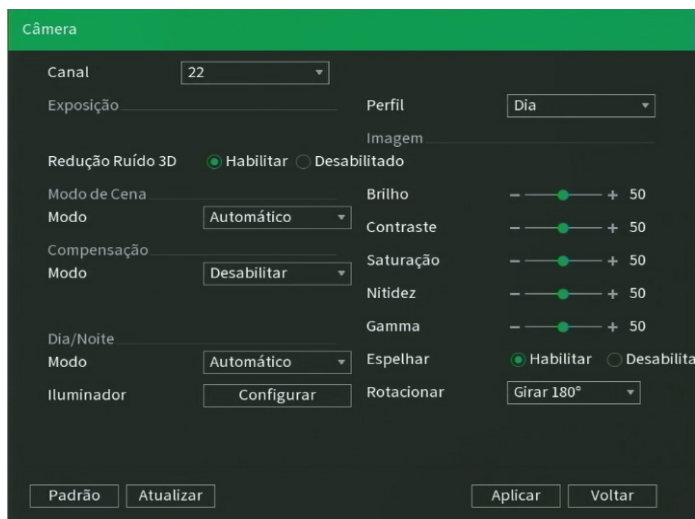 Câmera
Canal 22
Exposição
Perfil Dia
Imagem
Redução Ruído 3D Habilitar Desabilitado
Modo de Cena
Modo Automático
Compensação
Modo Desabilitar
Dia/Noite
Modo Automático
Iluminador Configurar
Brilho - + 50
Contraste - + 50
Saturação - + 50
Nitidez - + 50
Gamma - + 50
Espelhar Habilitar Desabilita
Rotacionar Girar 180°
Padrão Atualizar Aplicar Voltar